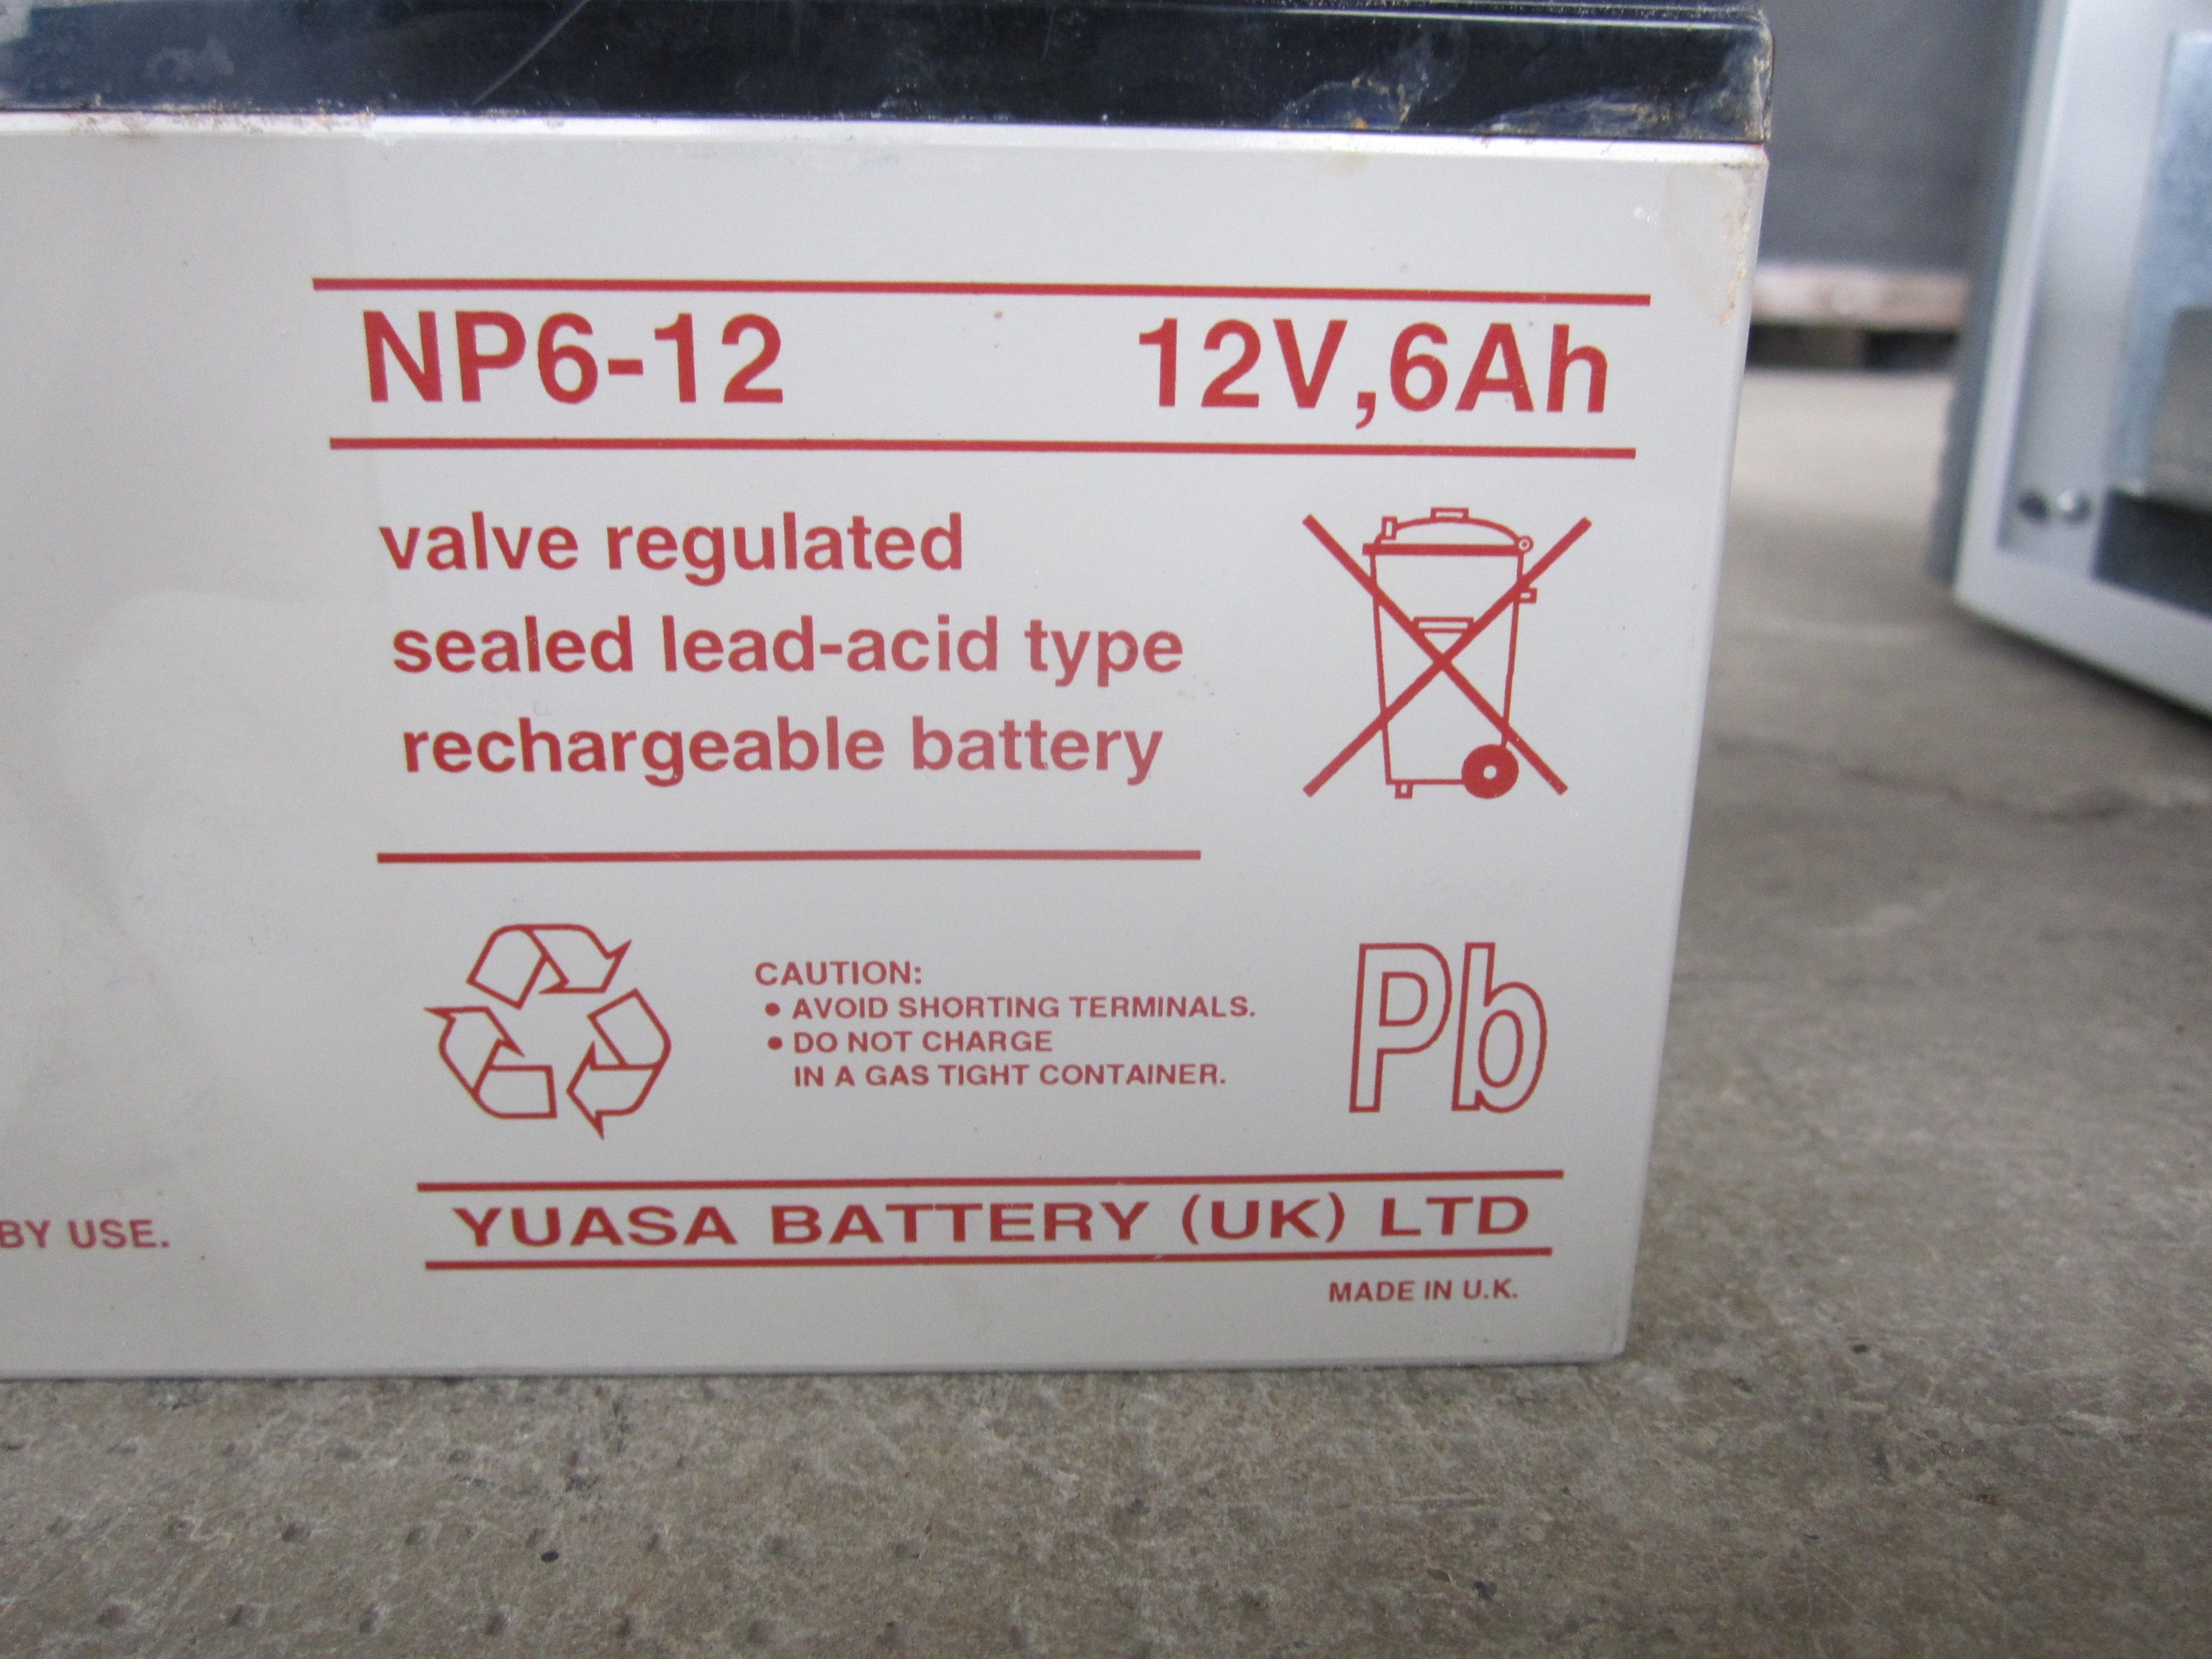 NP6-12 12V,6Ah
valve regulated
sealed lead-acid type
rechargeable battery
CAUTION:
• AVOID SHORTING TERMINALS.
• DO NOT CHARGE
IN A GAS TIGHT CONTAINER.
Pb
BY USE.
YUASA BATTERY (UK) LTD
MADE IN U.K.